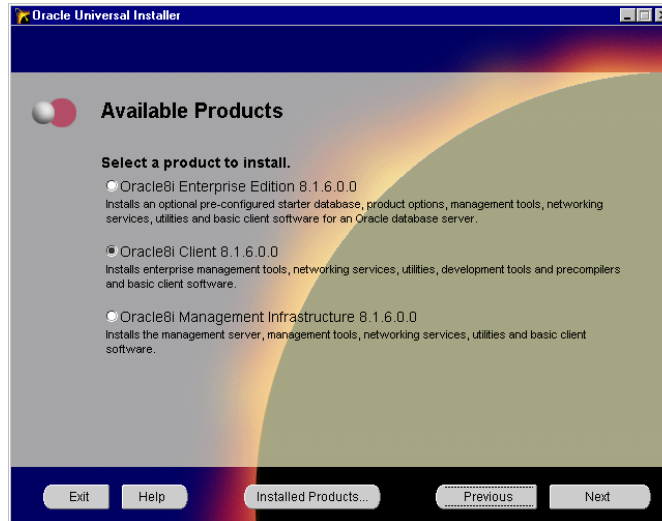 Oracle Universal Installer
Available Products
Select a product to install.
Oracle8i Enterprise Edition 8.1.6.0.0
Installs an optional pre-configured starter database, product options, management tools, networking
services, utilities and basic client software for an Oracle database server.
Oracle8i Client 8.1.6.0.0
Installs enterprise management tools, networking services, utilities, development tools and precompilers
and basic client software.
Oracle8i Management Infrastructure 8.1.6.0.0
Installs the management server, management tools, networking services, utilities and basic client
software.
Exit Help Installed Products... Previous Next